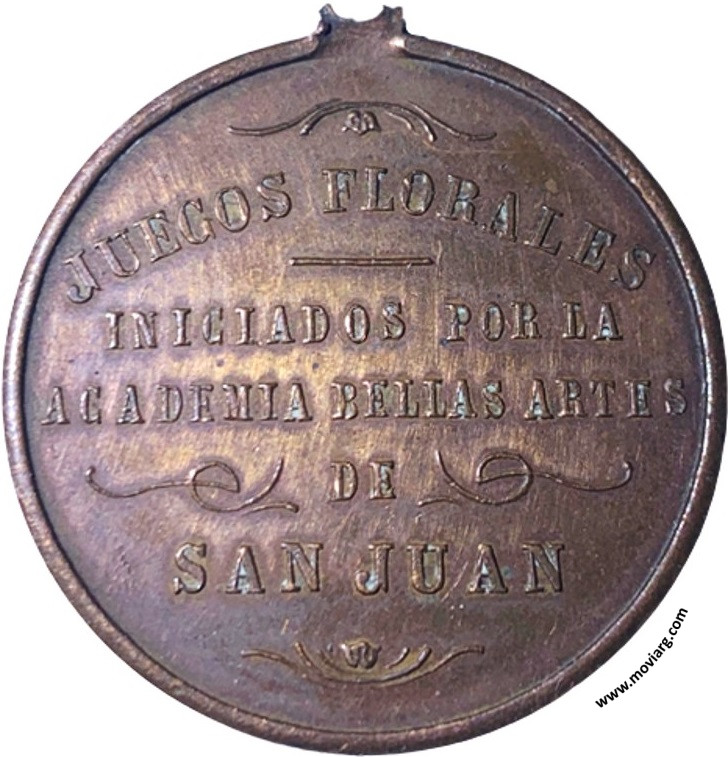 JUEGOS FLORALES
INICIADOS POR LA
ACADEMIA BELLAS ARTES
DE
SAN JUAN
www.moviarg.com